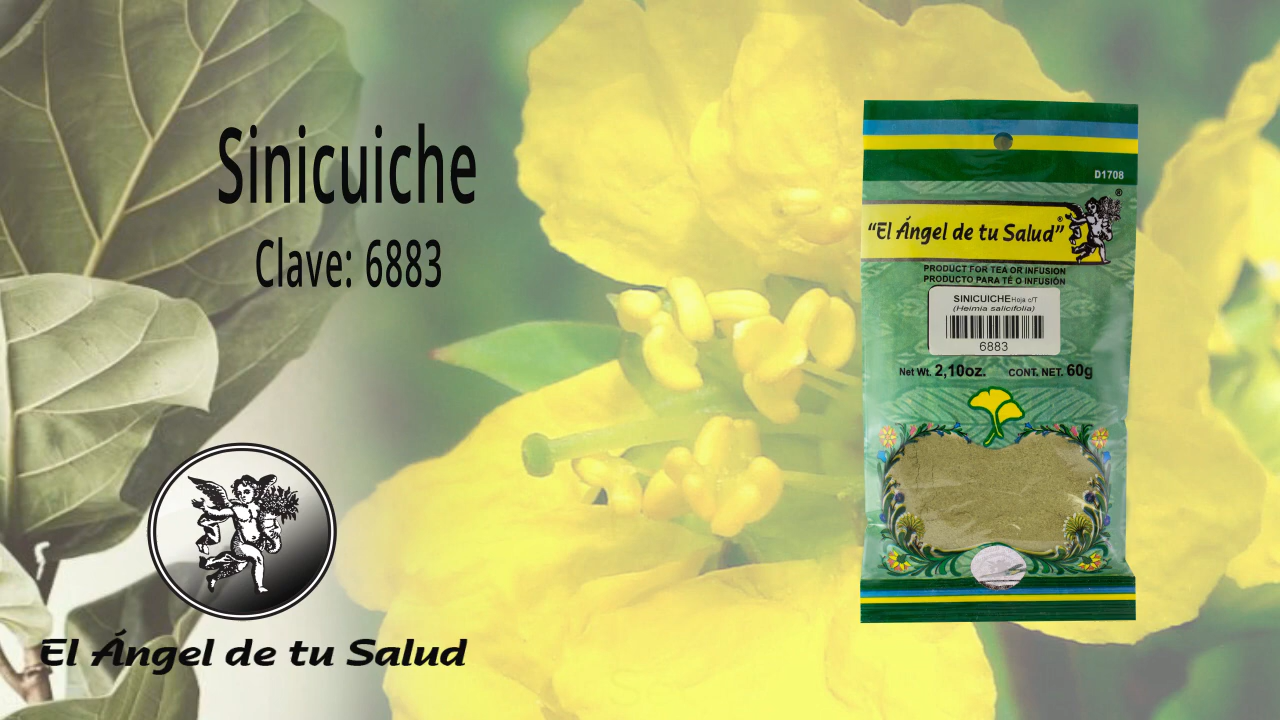 Sinicuiche
Clave: 6883
El Ángel de tu Salud
D1708
®
"El Ángel de tu Salud"®
PRODUCT FOR TEA OR INFUSION
PRODUCTO PARA TÉ O INFUSIÓN
SINICUICHE Hoja c/T
(Heimia salicifolia)
6883
Net Wt. 2,10oz. CONT. NET. 60g